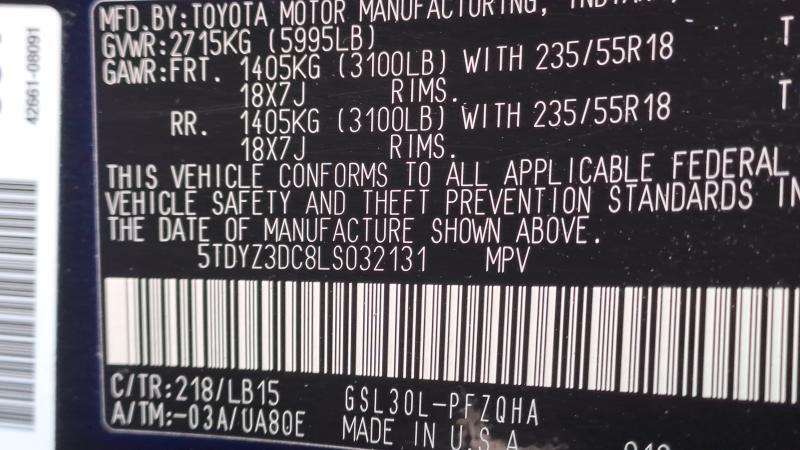 MFD. BY: TOYOTA MOTOR MANUFACTURING,
GVWR: 2715KG (5995LB)
GAWR: FRT. 1405KG (3100LB) WITH 235/55R18 T
18X7J RIMS.
RR. 1405KG (3100LB) WITH 235/55R18 T
18X7J RIMS.
THIS VEHICLE CONFORMS TO ALL APPLICABLE FEDERAL
VEHICLE SAFETY AND THEFT PREVENTION STANDARDS IN
THE DATE OF MANUFACTURE SHOWN ABOVE.
5TDYZ3DC8LS032131 MPV
C/TR: 218/LB15 GSL30L-PFZQHA
A/TM: -03A/UA80E MADE IN U.S.A
42661-08091